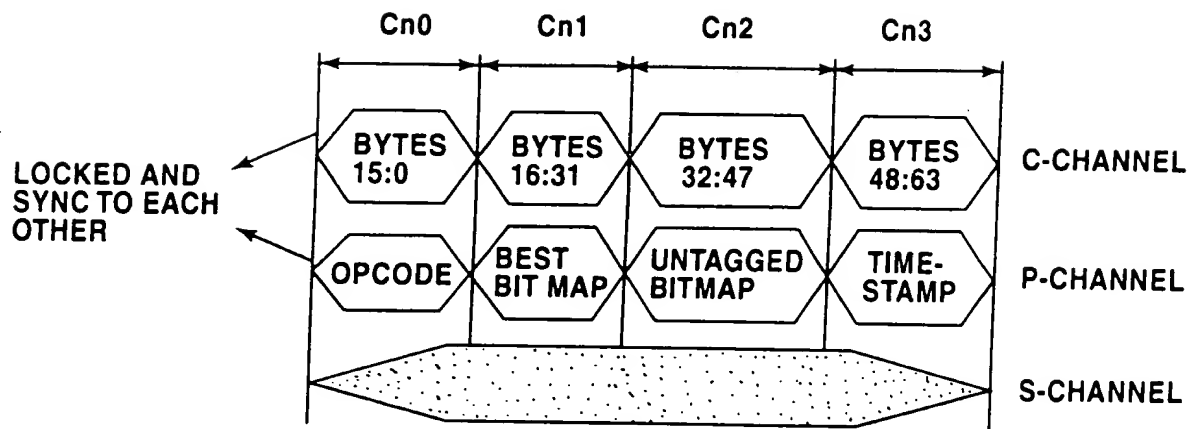 Cn0 Cn1 Cn2 Cn3
BYTES
15:0
BYTES
16:31
BYTES
32:47
BYTES
48:63
C-CHANNEL
LOCKED AND
SYNC TO EACH
OTHER
OPCODE
BEST
BIT MAP
UNTAGGED
BITMAP
TIME-
STAMP
P-CHANNEL
S-CHANNEL